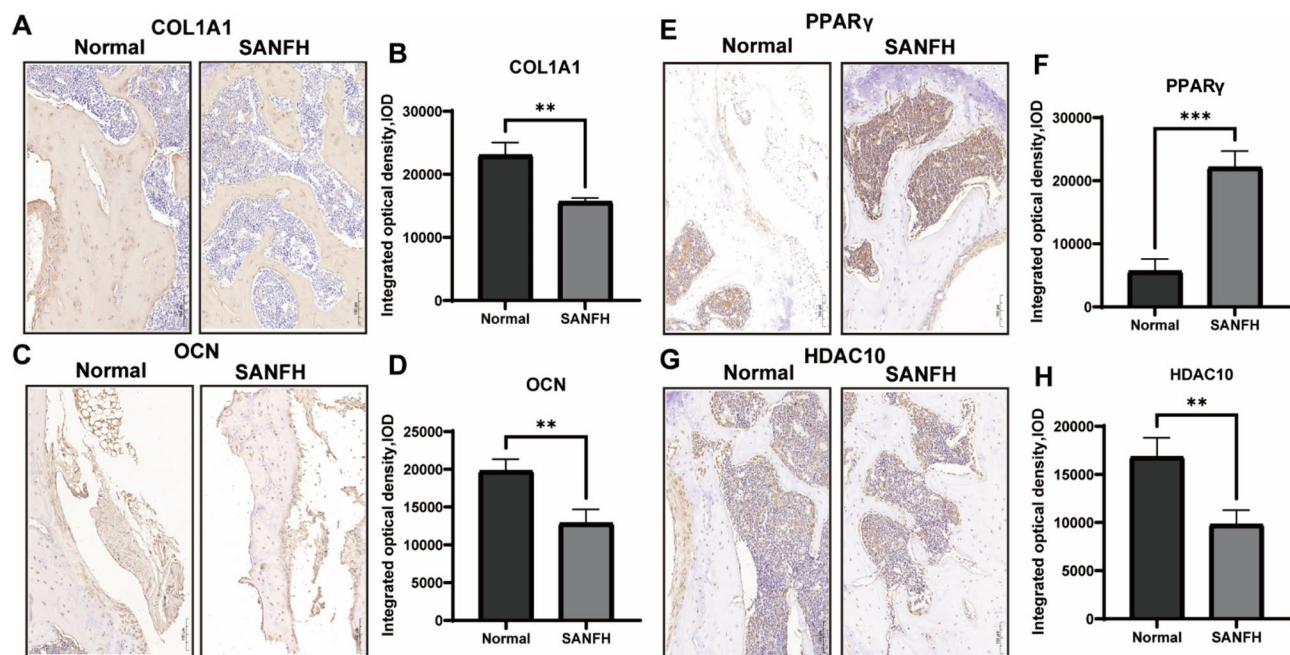 A
COL1A1
Normal
SANFH
B
COL1A1
Integrated optical density,IOD
30000
20000
10000
0
**
Normal
SANFH
C
OCN
Normal
SANFH
D
OCN
Integrated optical density,IOD
25000
20000
15000
10000
5000
0
**
Normal
SANFH
E
PPARγ
Normal
SANFH
F
PPARγ
Integrated optical density,IOD
30000
20000
10000
0
***
Normal
SANFH
G
HDAC10
Normal
SANFH
H
HDAC10
Integrated optical density,IOD
20000
15000
10000
5000
0
**
Normal
SANFH